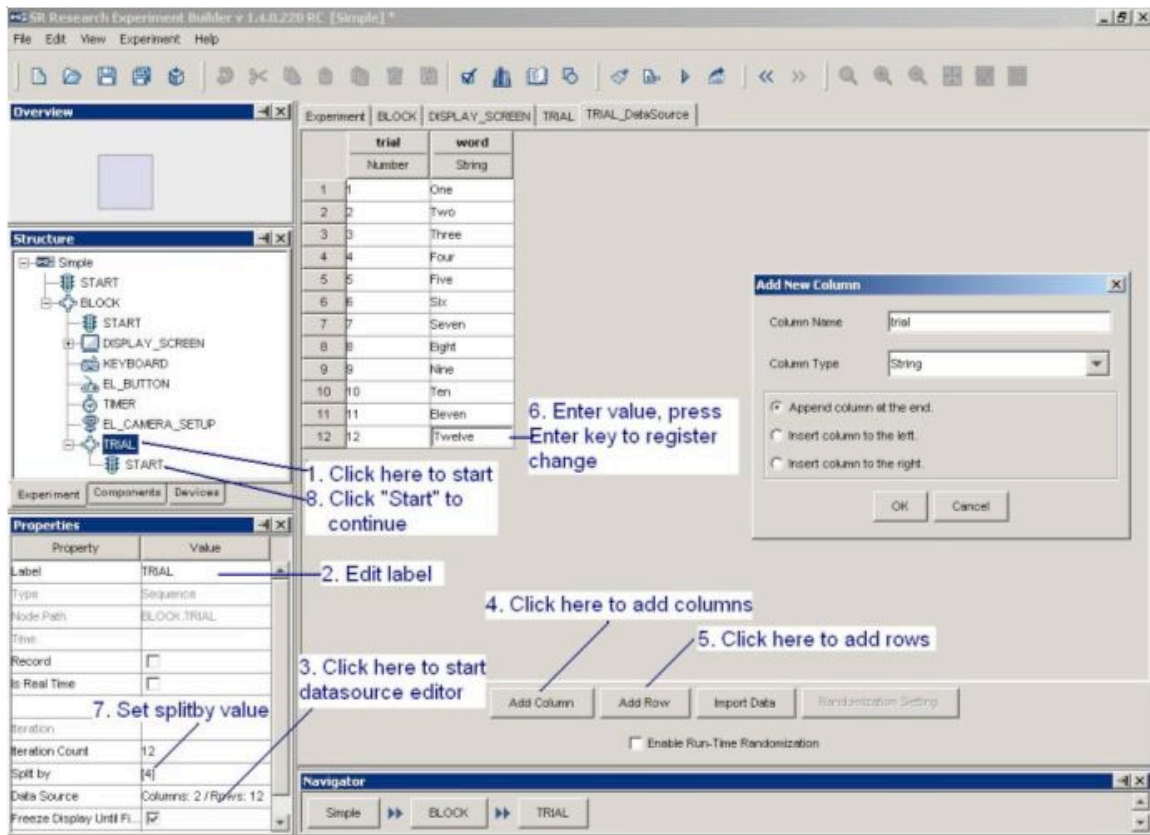 SR Research Experiment Builder v 1.4.0.220 RC [Simple] *
File Edit View Experiment Help
Overview
Structure
Simple
START
BLOCK
START
DISPLAY_SCREEN
KEYBOARD
EL_BUTTON
TIMER
EL_CAMERA_SETUP
TRIAL
START
Experiment Components Devices
Properties
Property Value
Label TRIAL
Type Sequence
Node Path BLOCK.TRIAL
Time
Record
Is Real Time
Iteration
Iteration Count 12
Split by [4]
Data Source Columns: 2 / Rows: 12
Freeze Display Until Fi...
Experiment BLOCK DISPLAY_SCREEN TRIAL TRIAL_DataSource
trial word
Number String
1 1 One
2 2 Two
3 3 Three
4 4 Four
5 5 Five
6 6 Six
7 7 Seven
8 8 Eight
9 9 Nine
10 10 Ten
11 11 Eleven
12 12 Twelve
Add New Column
Column Name trial
Column Type String
Append column at the end.
Insert column to the left.
Insert column to the right.
OK Cancel
6. Enter value, press
Enter key to register
change
1. Click here to start
8. Click "Start" to
continue
2. Edit label
4. Click here to add columns
5. Click here to add rows
3. Click here to start
datasource editor
7. Set splitby value
Add Column Add Row Import Data Randomization Setting
Enable Run-Time Randomization
Navigator
Simple BLOCK TRIAL